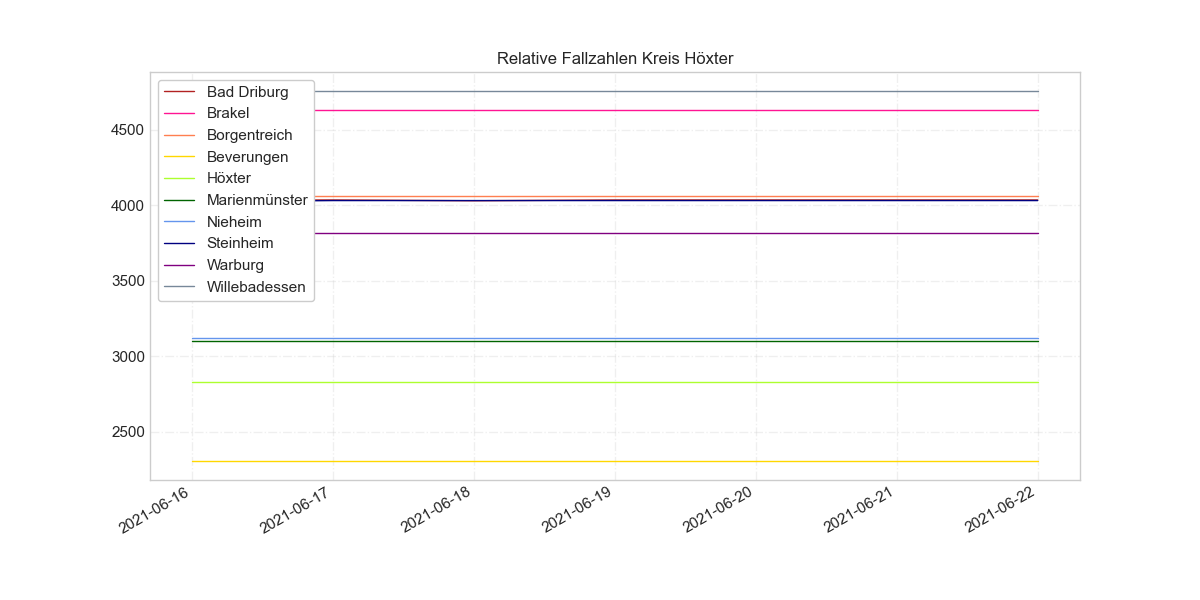 Relative Fallzahlen Kreis Höxter
Bad Driburg
Brakel
Borgentreich
Beverungen
Höxter
Marienmünster
Nieheim
Steinheim
Warburg
Willebadessen
4500
4000
3500
3000
2500
2021-06-16
2021-06-17
2021-06-18
2021-06-19
2021-06-20
2021-06-21
2021-06-22